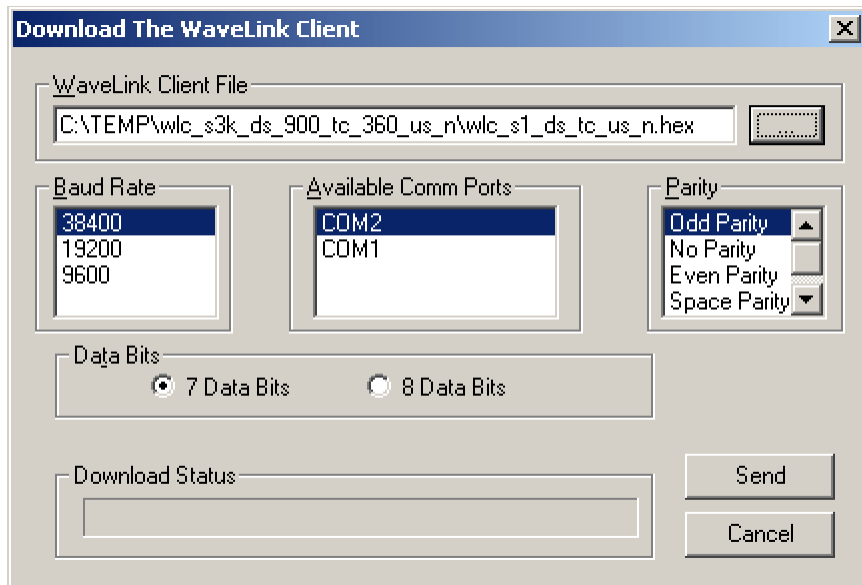 Download The WaveLink Client
WaveLink Client File
C:\TEMP\wlc_s3k_ds_900_tc_360_us_n\wlc_s1_ds_tc_us_n.hex
...
Baud Rate
38400
19200
9600
Available Comm Ports
COM2
COM1
Parity
Odd Parity
No Parity
Even Parity
Space Parity
Data Bits
7 Data Bits
8 Data Bits
Download Status
Send
Cancel